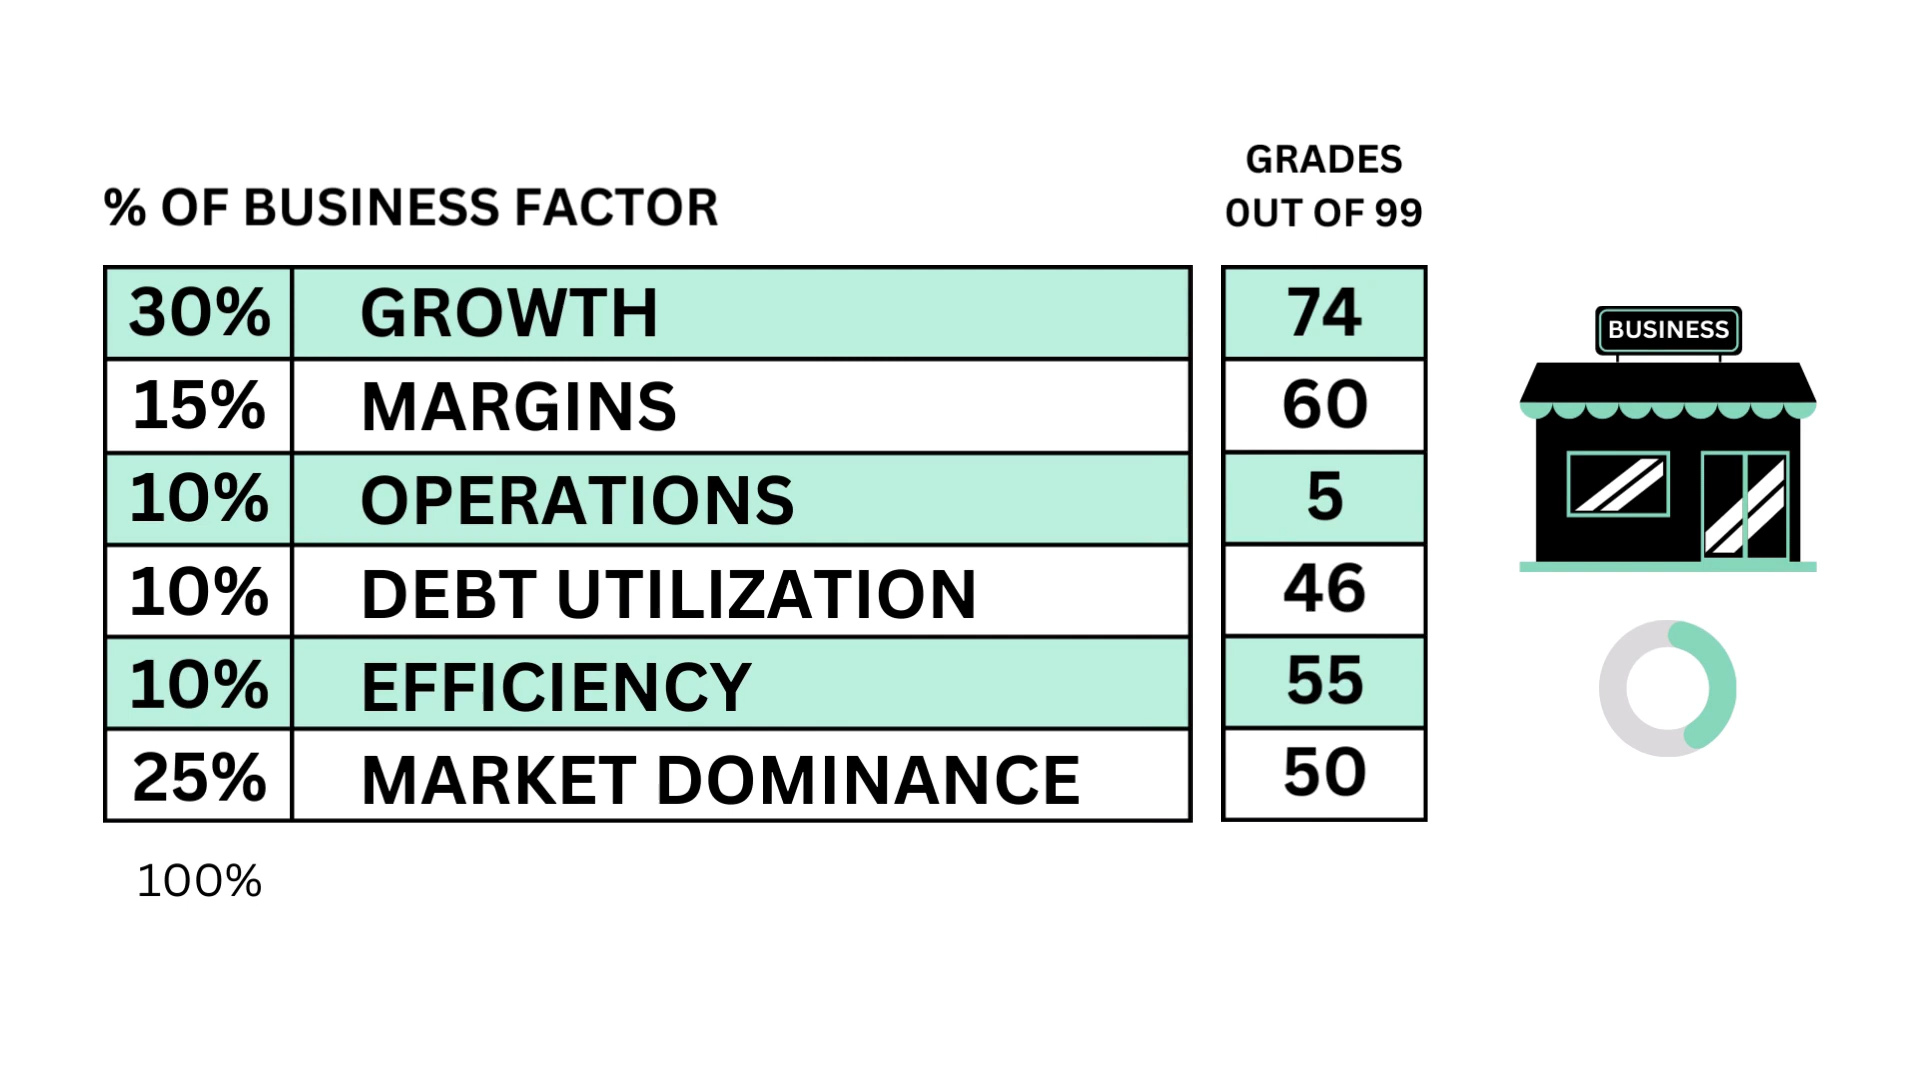 GRADES
% OF BUSINESS FACTOR 0UT OF 99
30% GROWTH 74
BUSINESS
15% MARGINS 60
10% OPERATIONS 5
10% DEBT UTILIZATION 46
10% EFFICIENCY 55
25% MARKET DOMINANCE 50
100%